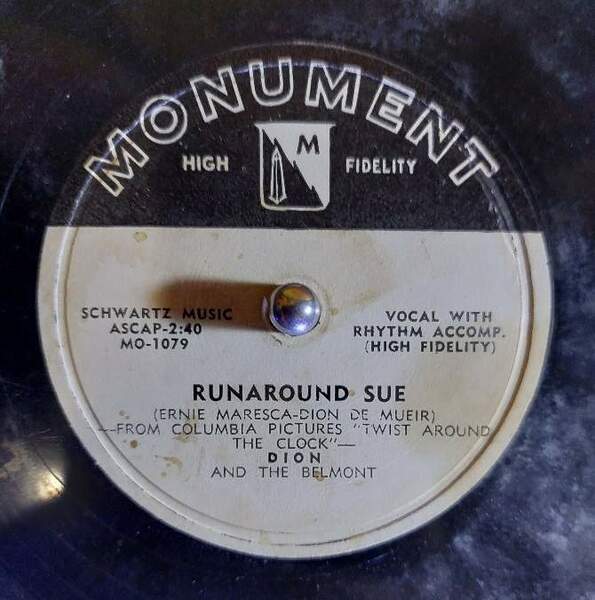 MONUMENT
HIGH M FIDELITY
SCHWARTZ MUSIC
ASCAP-2:40
MO-1079
VOCAL WITH
RHYTHM ACCOMP.
(HIGH FIDELITY)
RUNAROUND SUE
(ERNIE MARESCA-DION DE MUEIR)
—FROM COLUMBIA PICTURES "TWIST AROUND
THE CLOCK"—
DION
AND THE BELMONT